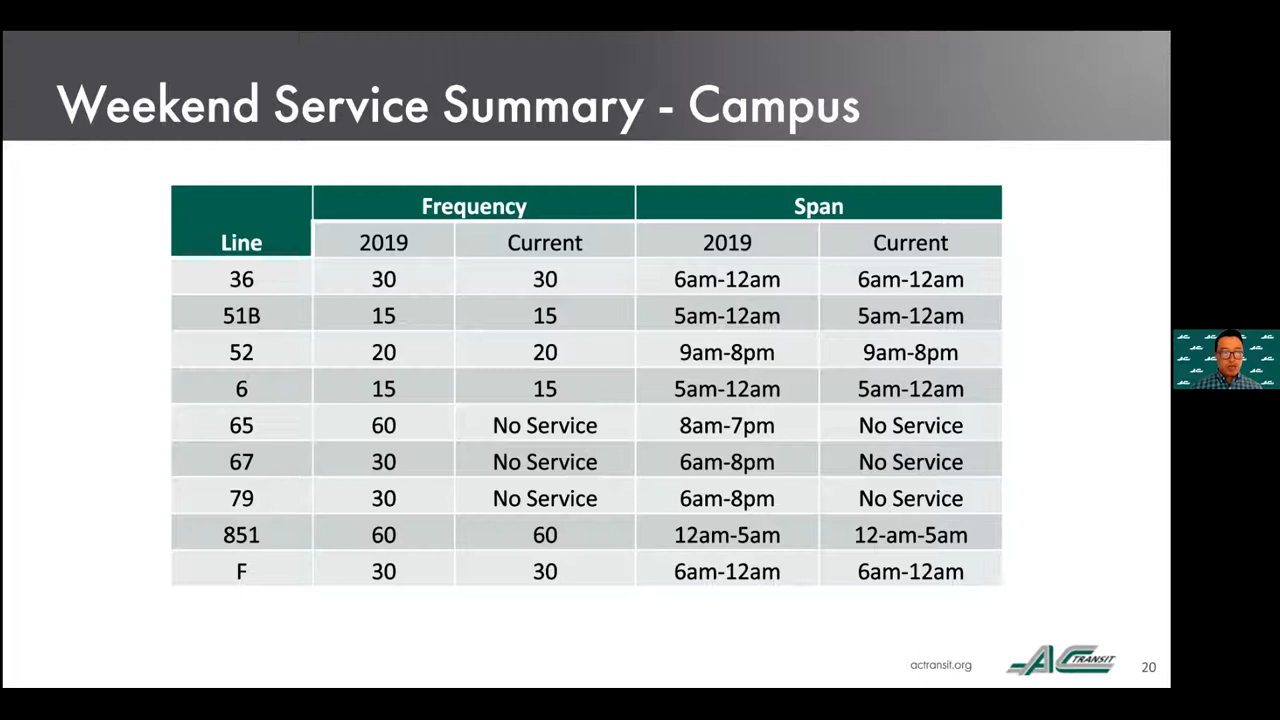 Weekend Service Summary - Campus
Frequency Span
Line 2019 Current 2019 Current
36 30 30 6am-12am 6am-12am
51B 15 15 5am-12am 5am-12am
52 20 20 9am-8pm 9am-8pm
6 15 15 5am-12am 5am-12am
65 60 No Service 8am-7pm No Service
67 30 No Service 6am-8pm No Service
79 30 No Service 6am-8pm No Service
851 60 60 12am-5am 12-am-5am
F 30 30 6am-12am 6am-12am
actransit.org AC TRANSIT 20